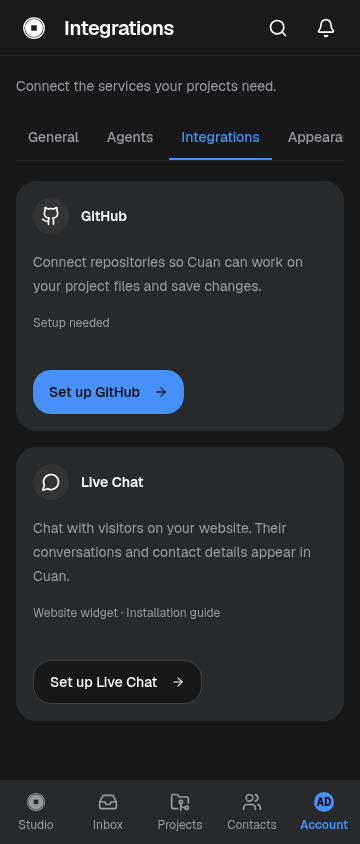 Integrations
Connect the services your projects need.
General Agents Integrations Appeara
GitHub
Connect repositories so Cuan can work on
your project files and save changes.
Setup needed
Set up GitHub →
Live Chat
Chat with visitors on your website. Their
conversations and contact details appear in
Cuan.
Website widget · Installation guide
Set up Live Chat →
AD
Studio Inbox Projects Contacts Account